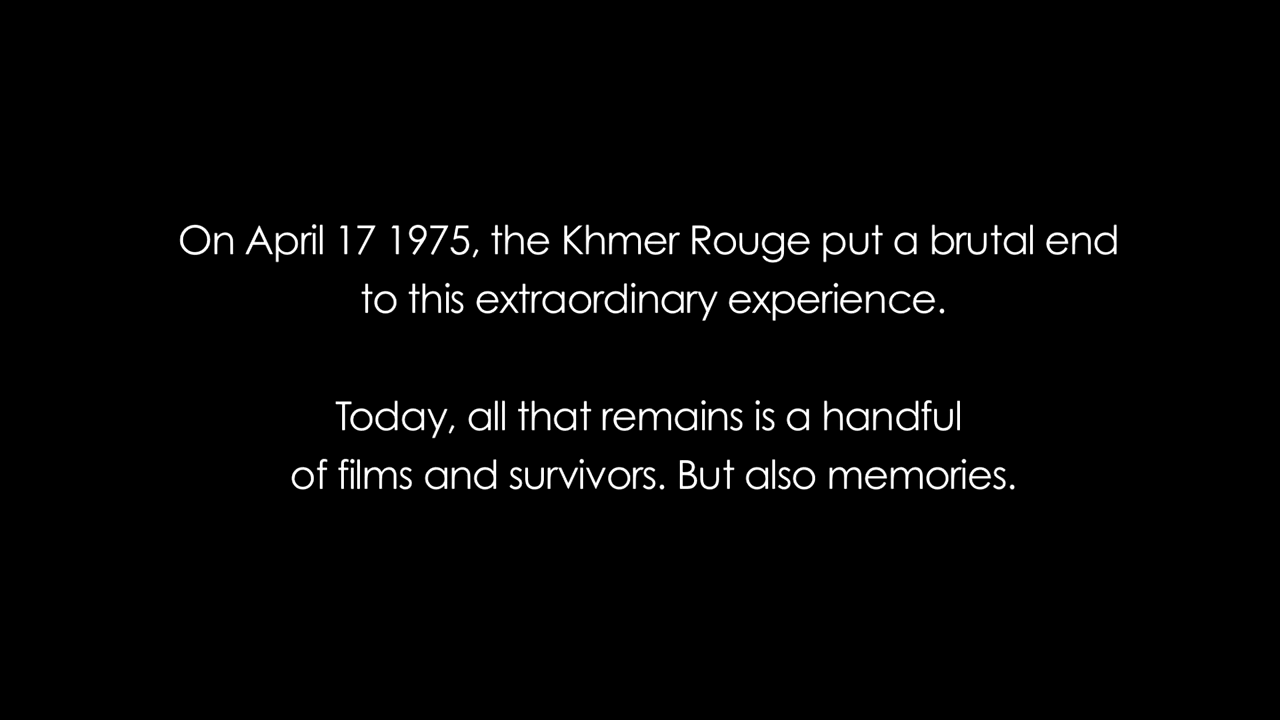 On April 17 1975, the Khmer Rouge put a brutal end
to this extraordinary experience.
Today, all that remains is a handful
of films and survivors. But also memories.